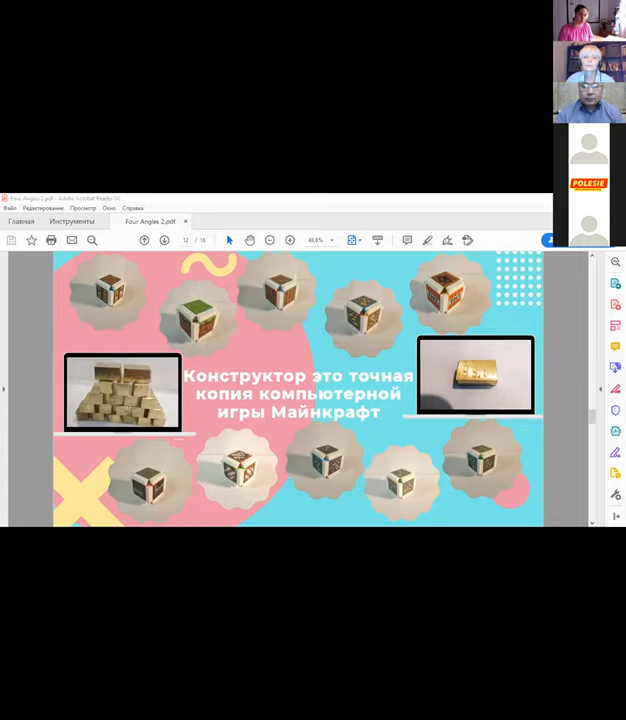 POLESIE
Four Angles 2.pdf - Adobe Acrobat Reader DC
Файл Редактирование Просмотр Окно Справка
Главная Инструменты Four Angles 2.pdf ×
12 / 18 48,6%
Конструктор это точная
копия компьютерной
игры Майнкрафт